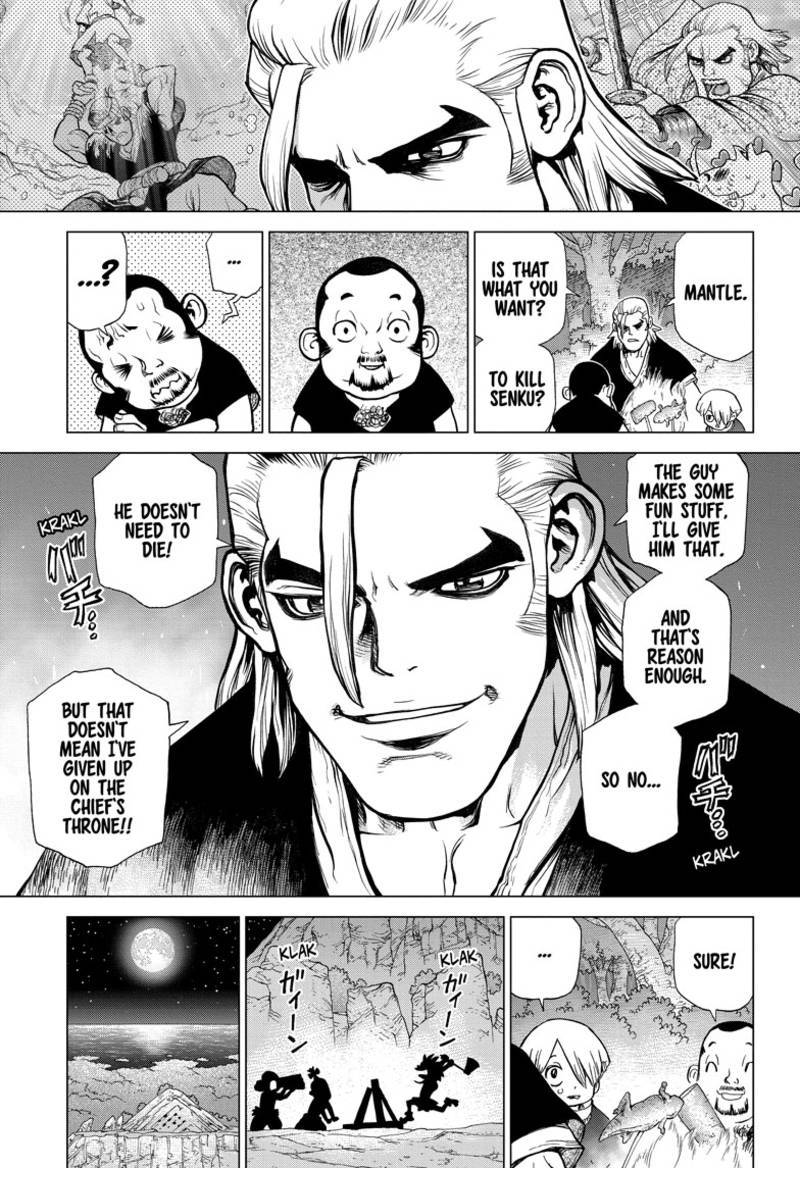 MANTLE.
IS THAT
WHAT YOU
WANT?
TO KILL
SENKU?
...
...?
THE GUY
MAKES SOME
FUN STUFF,
I'LL GIVE
HIM THAT.
AND
THAT'S
REASON
ENOUGH.
SO NO...
バチ。。。
KRAKL
HE DOESN'T
NEED TO
DIE!
KRAKL
バチ。。。
BUT THAT
DOESN'T
MEAN I'VE
GIVEN UP
ON THE
CHIEF'S
THRONE!!
SURE!
...
KLAK
ガィーン
KLAK
ガィーン